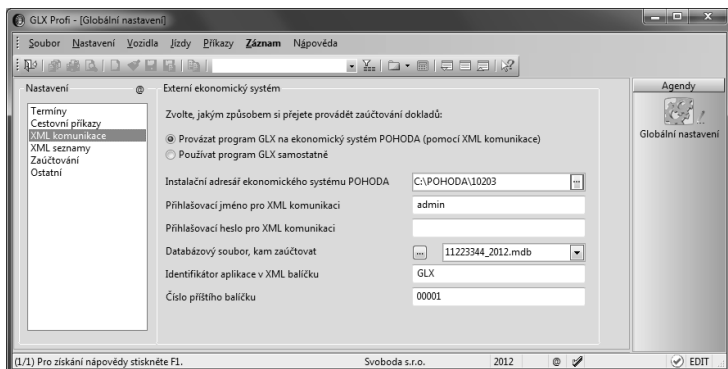 GLX Profi - [Globální nastavení]
Soubor Nastavení Vozidla Jízdy Příkazy Záznam Nápověda
Nastavení @
Termíny
Cestovní příkazy
XML komunikace
XML seznamy
Zaúčtování
Ostatní
Externí ekonomický systém
Zvolte, jakým způsobem si přejete provádět zaúčtování dokladů:
Provázat program GLX na ekonomický systém POHODA (pomocí XML komunikace)
Používat program GLX samostatně
Instalační adresář ekonomického systému POHODA C:\POHODA\10203 ...
Přihlašovací jméno pro XML komunikaci admin
Přihlašovací heslo pro XML komunikaci
Databázový soubor, kam zaúčtovat ... 11223344_2012.mdb
Identifikátor aplikace v XML balíčku GLX
Číslo příštího balíčku 00001
Agendy
Globální nastavení
(1/1) Pro získání nápovědy stiskněte F1. Svoboda s.r.o. 2012 @ EDIT